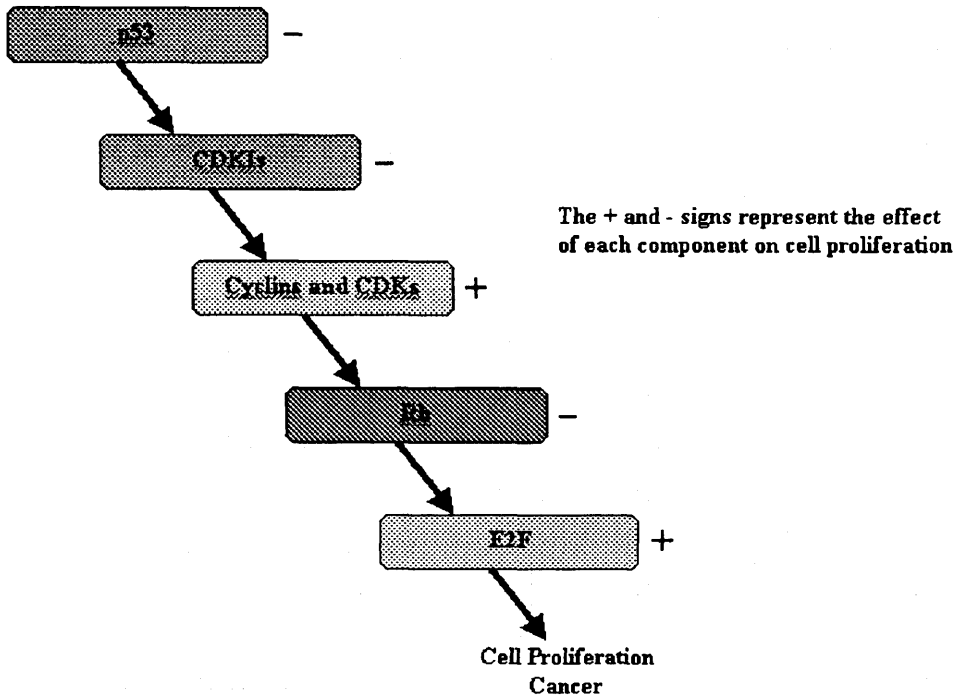 p53 −
CDKIs −
The + and - signs represent the effect
of each component on cell proliferation
Cyclins and CDKs +
Rb −
E2F +
Cell Proliferation
Cancer